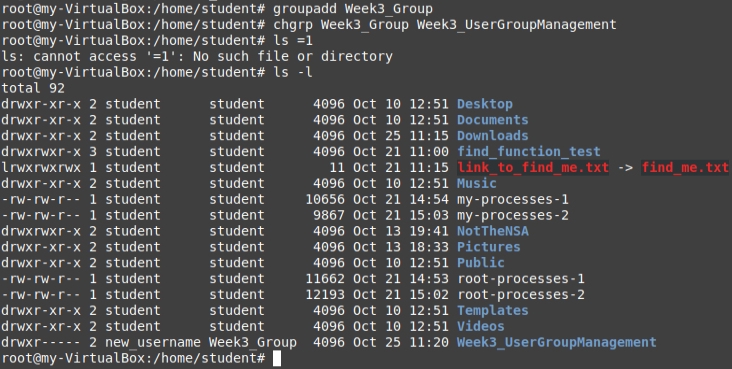 root@my-VirtualBox:/home/student# groupadd Week3_Group
root@my-VirtualBox:/home/student# chgrp Week3_Group Week3_UserGroupManagement
root@my-VirtualBox:/home/student# ls =1
ls: cannot access '=1': No such file or directory
root@my-VirtualBox:/home/student# ls -l
total 92
drwxr-xr-x 2 student      student      4096 Oct 10 12:51 Desktop
drwxr-xr-x 2 student      student      4096 Oct 10 12:51 Documents
drwxr-xr-x 2 student      student      4096 Oct 25 11:15 Downloads
drwxrwxr-x 3 student      student      4096 Oct 21 11:00 find_function_test
lrwxrwxrwx 1 student      student        11 Oct 21 11:15 link_to_find_me.txt -> find_me.txt
drwxr-xr-x 2 student      student      4096 Oct 10 12:51 Music
-rw-rw-r-- 1 student      student     10656 Oct 21 14:54 my-processes-1
-rw-rw-r-- 1 student      student      9867 Oct 21 15:03 my-processes-2
drwxrwxr-x 2 student      student      4096 Oct 13 19:41 NotTheNSA
drwxr-xr-x 2 student      student      4096 Oct 13 18:33 Pictures
drwxr-xr-x 2 student      student      4096 Oct 10 12:51 Public
-rw-rw-r-- 1 student      student     11662 Oct 21 14:53 root-processes-1
-rw-rw-r-- 1 student      student     12193 Oct 21 15:02 root-processes-2
drwxr-xr-x 2 student      student      4096 Oct 10 12:51 Templates
drwxr-xr-x 2 student      student      4096 Oct 10 12:51 Videos
drwxr----- 2 new_username Week3_Group  4096 Oct 25 11:20 Week3_UserGroupManagement
root@my-VirtualBox:/home/student#